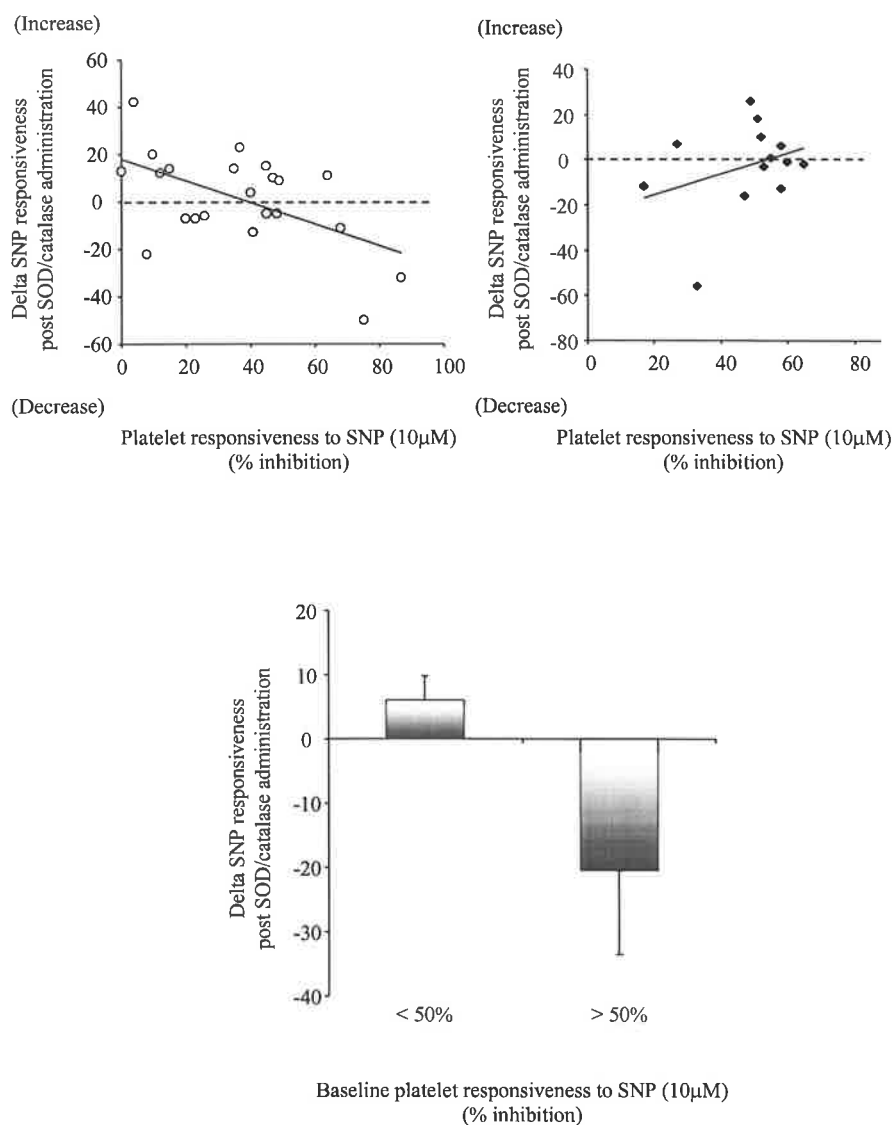 (Increase)
60
40
20
0
-20
-40
-60
Delta SNP responsiveness
post SOD/catalase administration
0 20 40 60 80 100
(Decrease)
Platelet responsiveness to SNP (10μM)
(% inhibition)
(Increase)
40
20
0
-20
-40
-60
-80
Delta SNP responsiveness
post SOD/catalase administration
0 20 40 60 80
(Decrease)
Platelet responsiveness to SNP (10μM)
(% inhibition)
20
10
0
-10
-20
-30
-40
Delta SNP responsiveness
post SOD/catalase administration
< 50% > 50%
Baseline platelet responsiveness to SNP (10μM)
(% inhibition)